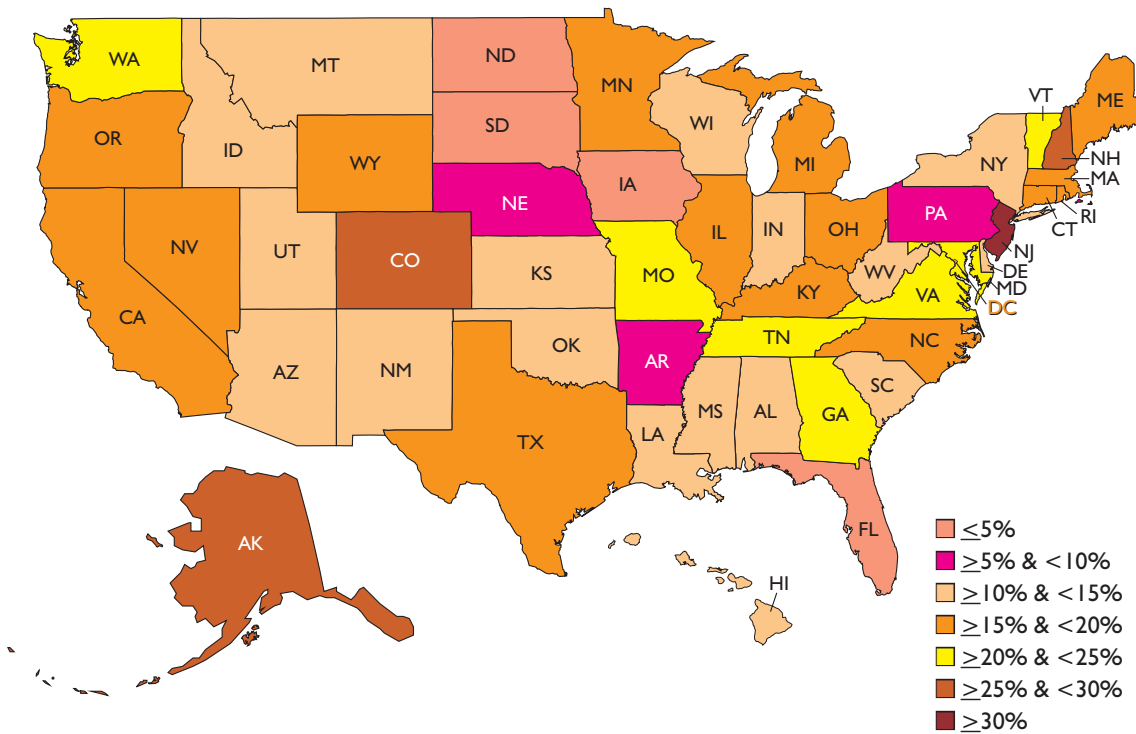 WA
MT
ND
MN
VT
ME
OR
ID
SD
WI
MI
NY
NH
MA
WY
IA
NE
PA
RI
CT
NV
UT
CO
KS
MO
IL
IN
OH
NJ
DE
MD
WV
VA
DC
CA
KY
AZ
NM
OK
AR
TN
NC
SC
TX
LA
MS
AL
GA
FL
AK
HI
≤5%
≥5% & <10%
≥10% & <15%
≥15% & <20%
≥20% & <25%
≥25% & <30%
≥30%